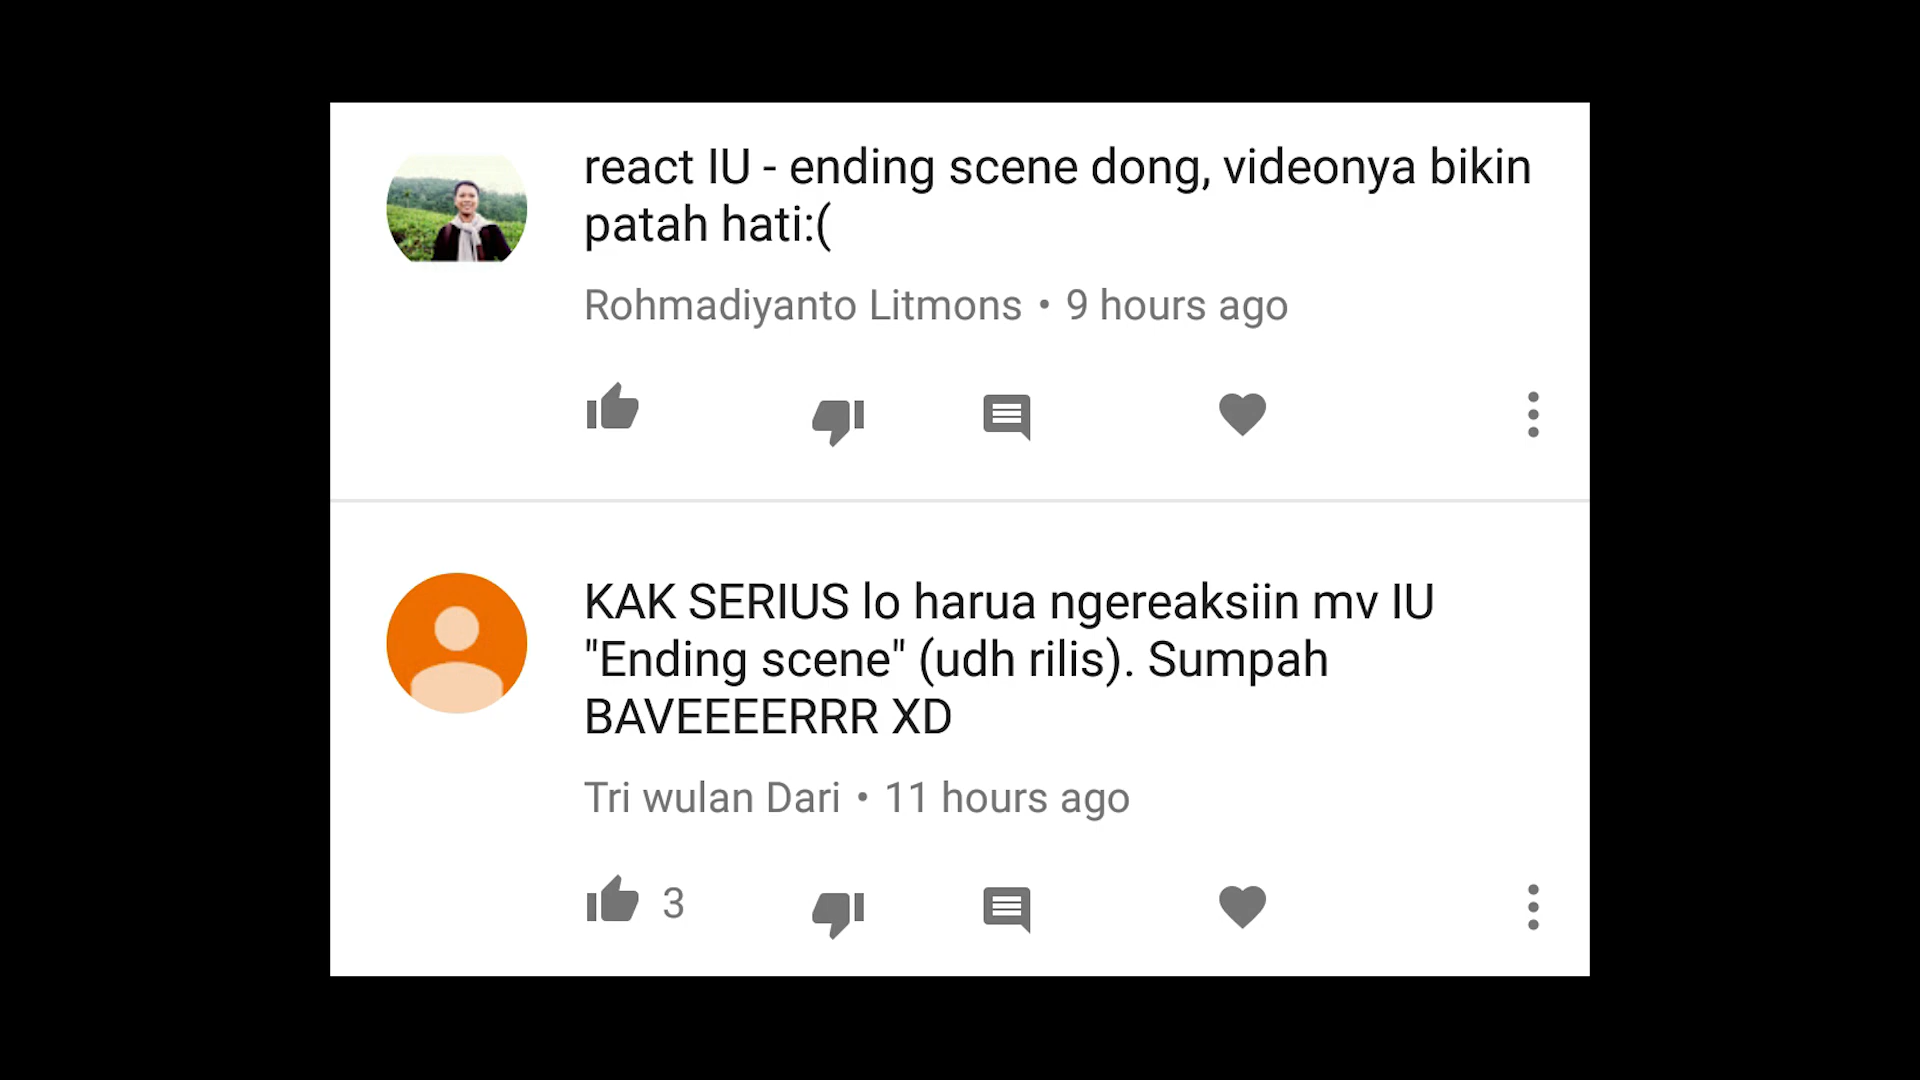 react IU - ending scene dong, videonya bikin
patah hati:(
Rohmadiyanto Litmons • 9 hours ago
KAK SERIUS lo harua ngereaksiin mv IU
"Ending scene" (udh rilis). Sumpah
BAVEEEERRR XD
Tri wulan Dari • 11 hours ago
3